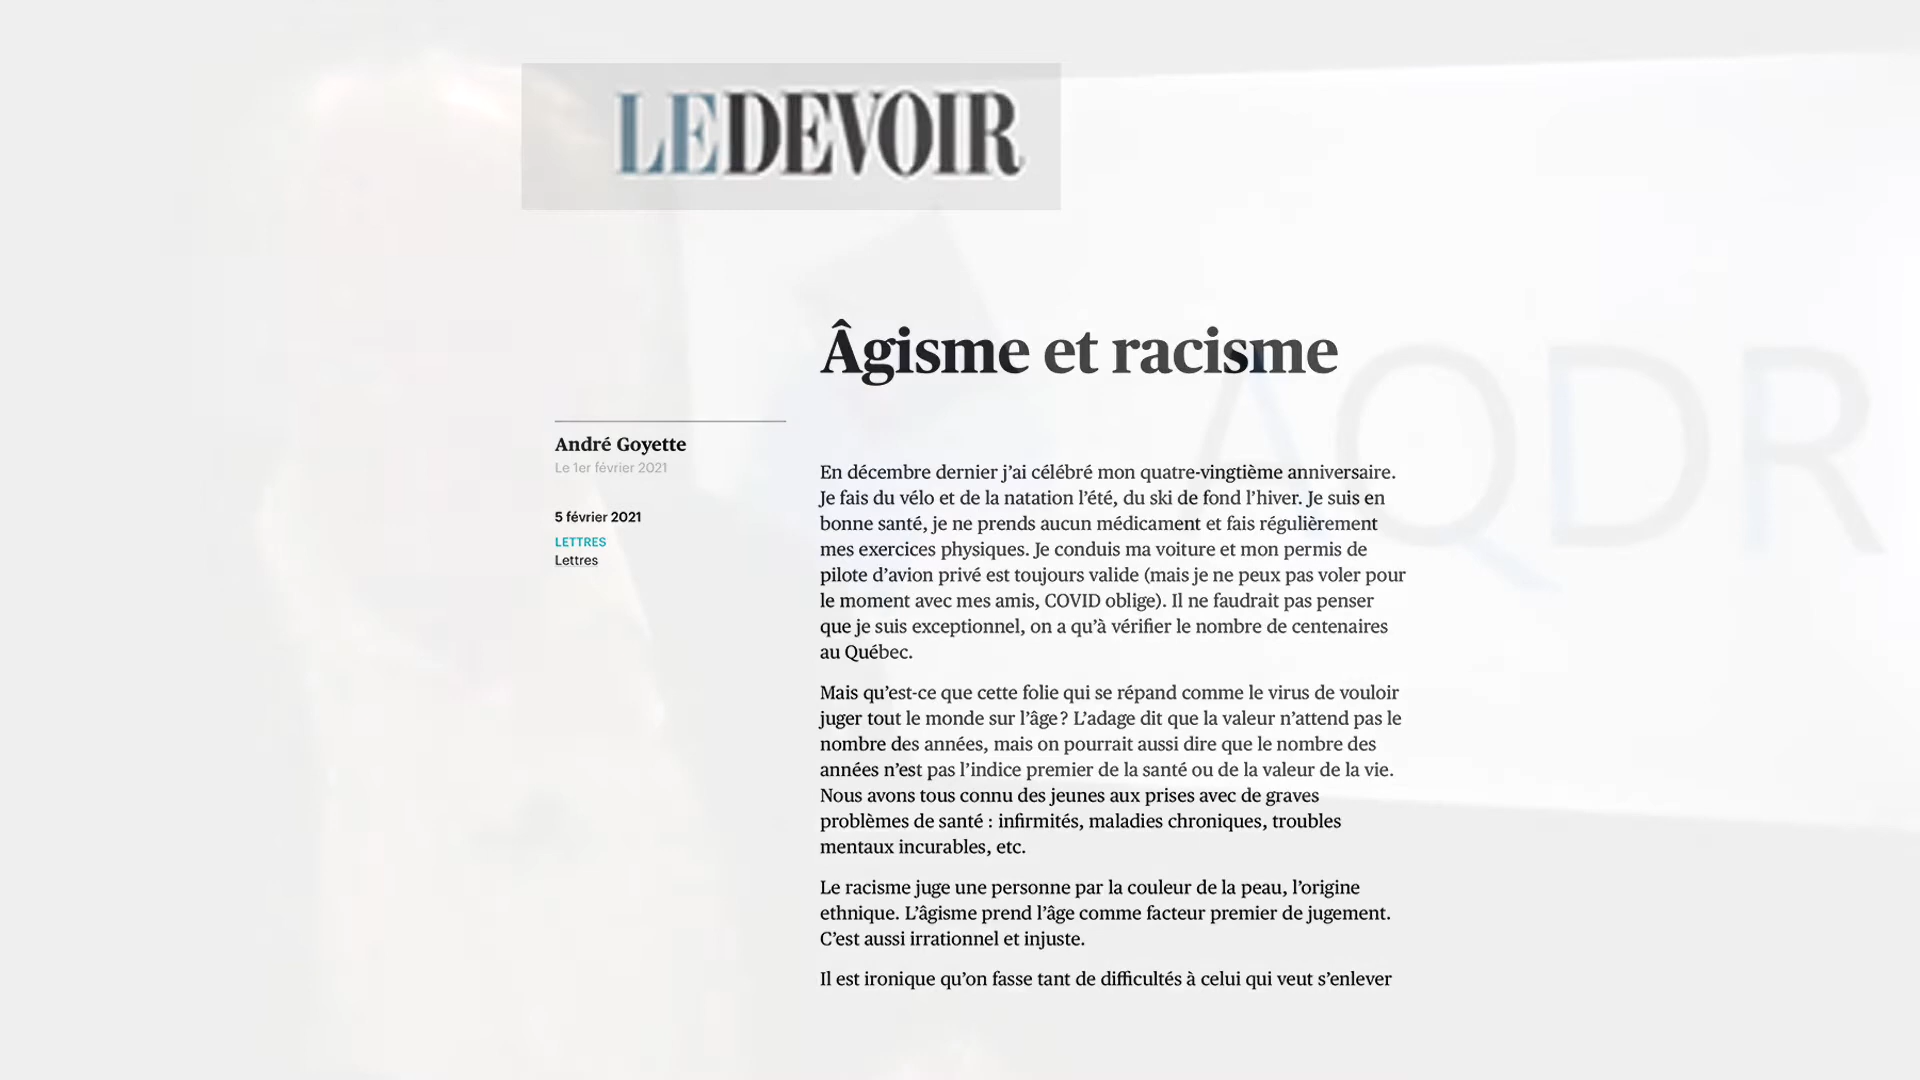 LE DEVOIR
Âgisme et racisme
André Goyette
Le 1er février 2021
5 février 2021
LETTRES
Lettres
En décembre dernier j’ai célébré mon quatre-vingtième anniversaire.
Je fais du vélo et de la natation l’été, du ski de fond l’hiver. Je suis en
bonne santé, je ne prends aucun médicament et fais régulièrement
mes exercices physiques. Je conduis ma voiture et mon permis de
pilote d’avion privé est toujours valide (mais je ne peux pas voler pour
le moment avec mes amis, COVID oblige). Il ne faudrait pas penser
que je suis exceptionnel, on a qu’à vérifier le nombre de centenaires
au Québec.
Mais qu’est-ce que cette folie qui se répand comme le virus de vouloir
juger tout le monde sur l’âge ? L’adage dit que la valeur n’attend pas le
nombre des années, mais on pourrait aussi dire que le nombre des
années n’est pas l’indice premier de la santé ou de la valeur de la vie.
Nous avons tous connu des jeunes aux prises avec de graves
problèmes de santé : infirmités, maladies chroniques, troubles
mentaux incurables, etc.
Le racisme juge une personne par la couleur de la peau, l’origine
ethnique. L’âgisme prend l’âge comme facteur premier de jugement.
C’est aussi irrationnel et injuste.
Il est ironique qu’on fasse tant de difficultés à celui qui veut s’enlever
AQDR